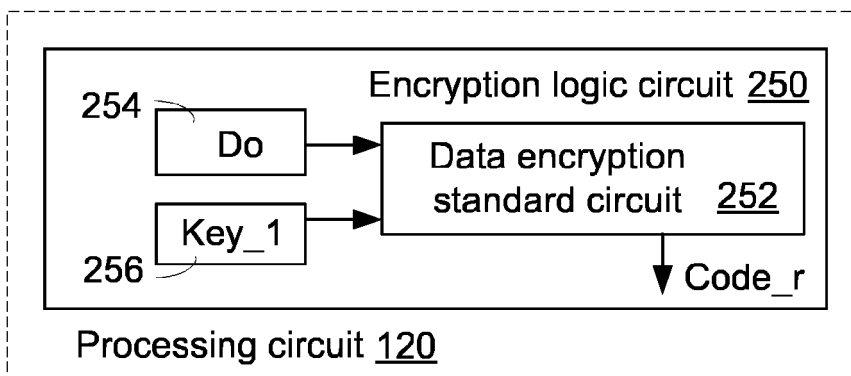 Encryption logic circuit 250
254
Do
Data encryption
standard circuit 252
Key_1
256
Code_r
Processing circuit 120